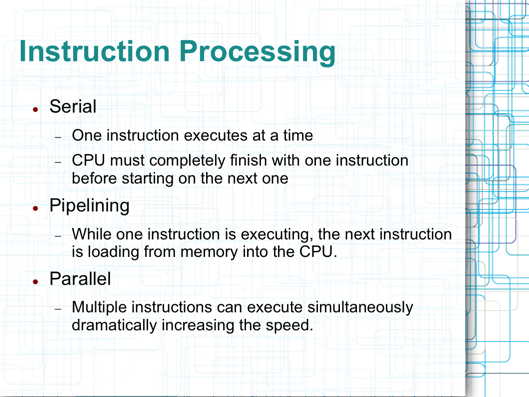 Instruction Processing
● Serial
– One instruction executes at a time
– CPU must completely finish with one instruction
before starting on the next one
● Pipelining
– While one instruction is executing, the next instruction
is loading from memory into the CPU.
● Parallel
– Multiple instructions can execute simultaneously
dramatically increasing the speed.